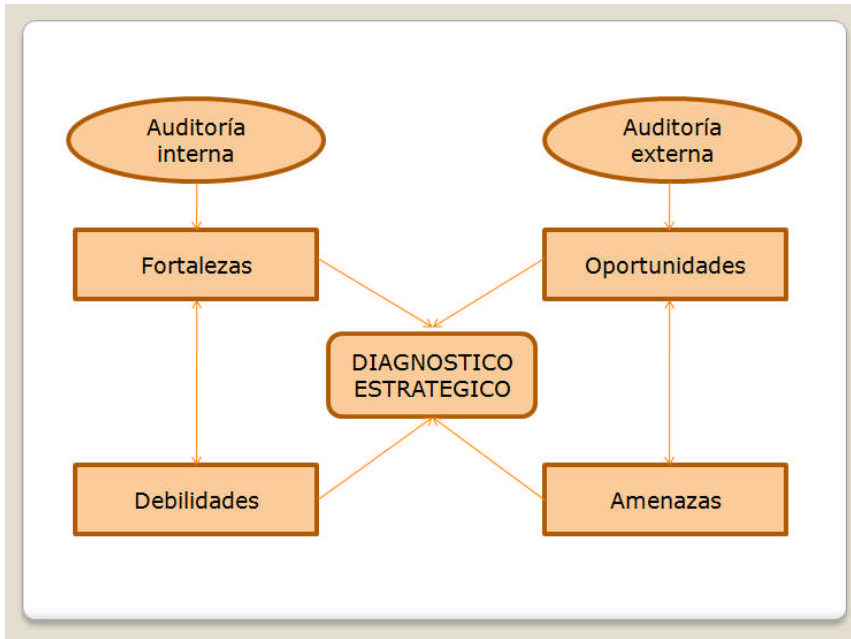 Auditoría
interna
Auditoría
externa
Fortalezas
Oportunidades
DIAGNOSTICO
ESTRATEGICO
Debilidades
Amenazas